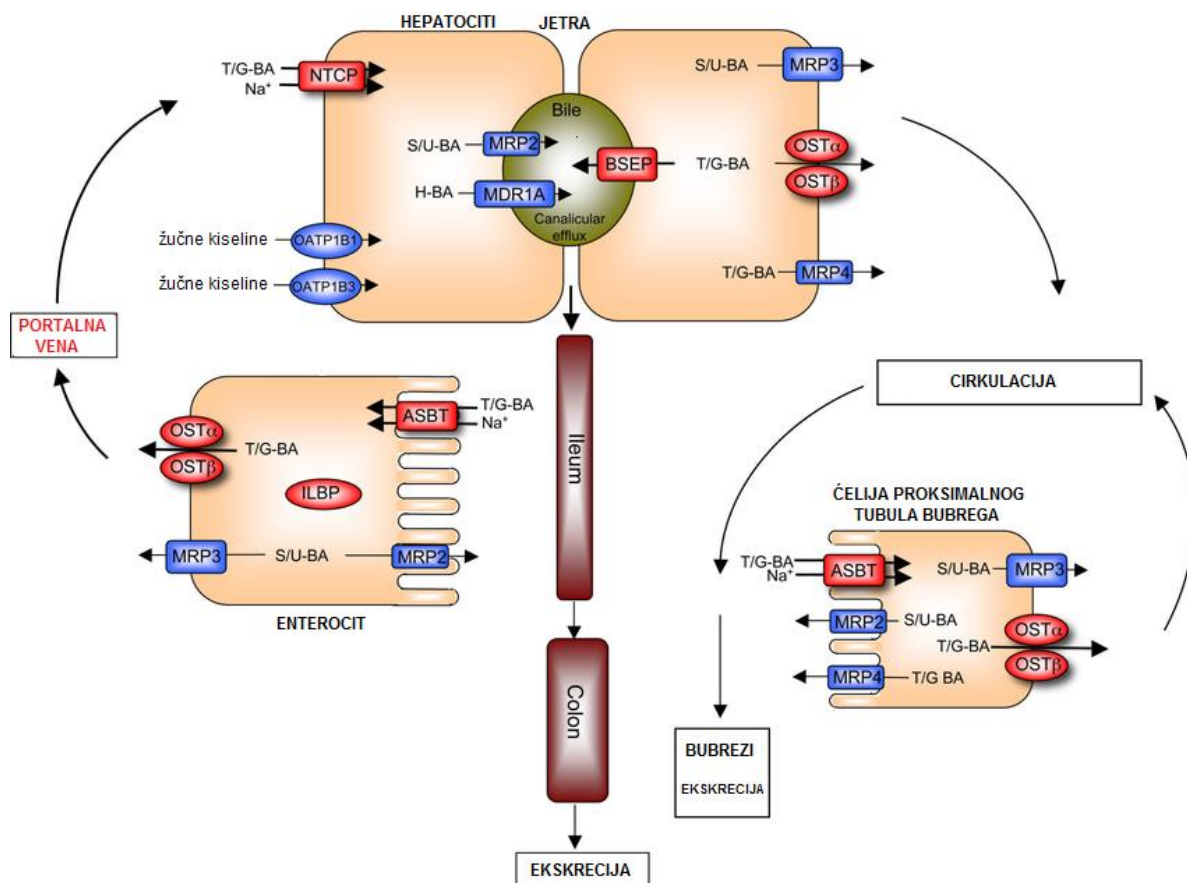 HEPATOCITI
JETRA
T/G-BA
Na⁺
NTCP
S/U-BA
MRP2
H-BA
MDR1A
žučne kiseline
OATP1B1
žučne kiseline
OATP1B3
Bile
BSEP
Canalicular
efflux
S/U-BA
MRP3
T/G-BA
OSTα
OSTβ
T/G-BA
MRP4
PORTALNA
VENA
OSTα
OSTβ
T/G-BA
ILBP
ASBT
T/G-BA
Na⁺
MRP3
S/U-BA
MRP2
ENTEROCIT
Ileum
Colon
EKSKRECIJA
CIRKULACIJA
ĆELIJA PROKSIMALNOG
TUBULA BUBREGA
T/G-BA
Na⁺
ASBT
S/U-BA
MRP3
MRP2
S/U-BA
T/G-BA
OSTα
OSTβ
MRP4
T/G BA
BUBREZI
EKSKRECIJA